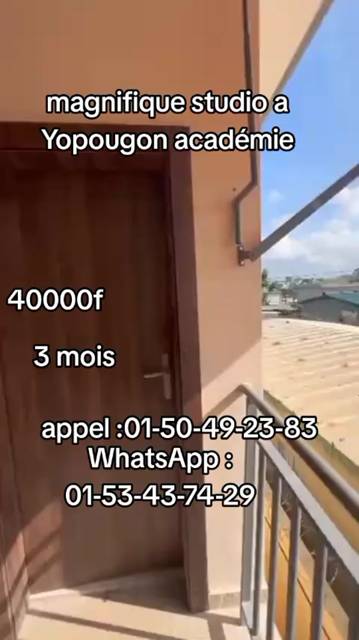 magnifique studio a
Yopougon académie
40000f
3 mois
appel :01-50-49-23-83
WhatsApp :
01-53-43-74-29